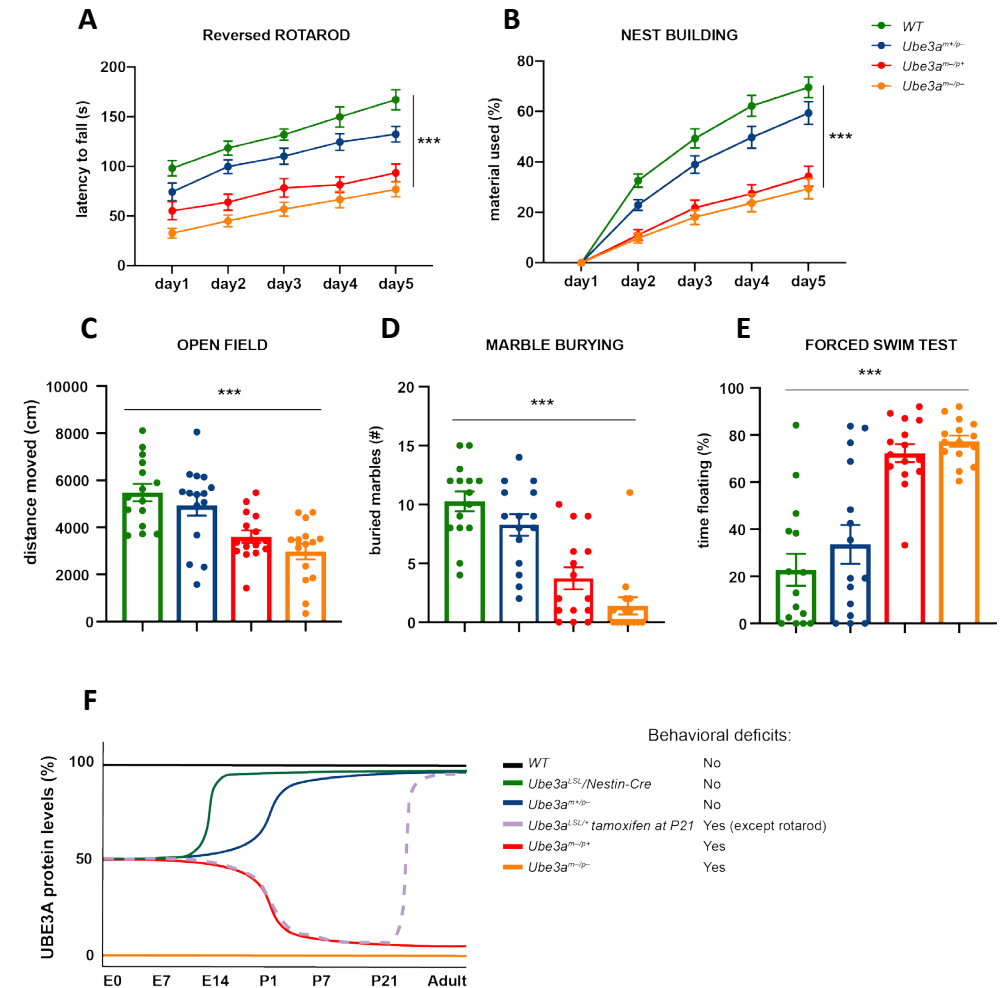 A
Reversed ROTAROD
latency to fall (s)
200
150
100
50
0
day1 day2 day3 day4 day5
***
B
NEST BUILDING
material used (%)
80
60
40
20
0
day1 day2 day3 day4 day5
***
WT
Ube3a^m+/p−
Ube3a^m−/p+
Ube3a^m−/p−
C
OPEN FIELD
distance moved (cm)
10000
8000
6000
4000
2000
0
***
D
MARBLE BURYING
buried marbles (#)
20
15
10
5
0
***
E
FORCED SWIM TEST
time floating (%)
100
80
60
40
20
0
***
F
UBE3A protein levels (%)
100
50
0
E0 E7 E14 P1 P7 P21 Adult
Behavioral deficits:
WT No
Ube3a^LSL/Nestin-Cre No
Ube3a^m+/p− No
Ube3a^LSL/+ tamoxifen at P21 Yes (except rotarod)
Ube3a^m−/p+ Yes
Ube3a^m−/p− Yes